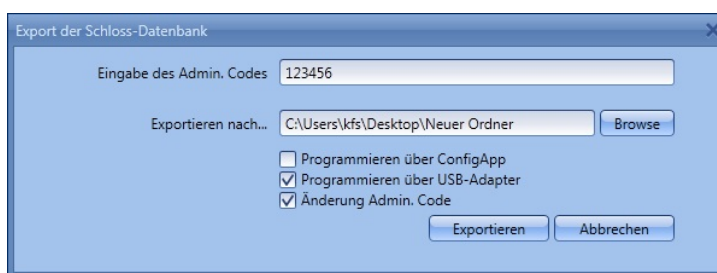 Export der Schloss-Datenbank
Eingabe des Admin. Codes 123456
Exportieren nach... C:\Users\kfs\Desktop\Neuer Ordner Browse
Programmieren über ConfigApp
Programmieren über USB-Adapter
Änderung Admin. Code
Exportieren Abbrechen